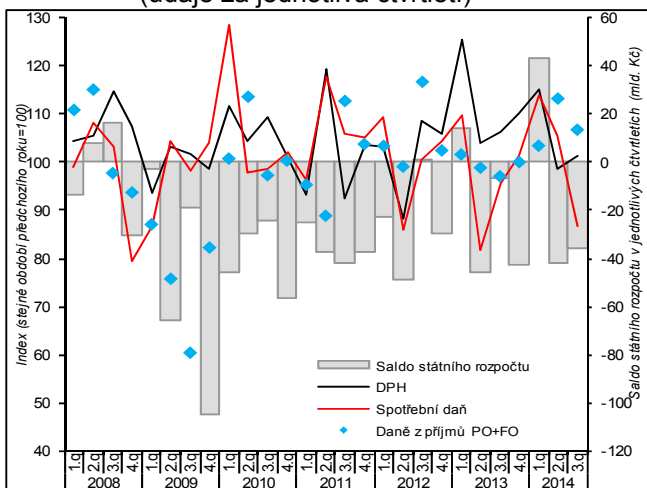 (údaje za jednotlivá čtvrtletí)
130
120
110
100
90
80
70
60
50
40
Index (stejné období předchozího roku=100)
60
40
20
0
-20
-40
-60
-80
-100
-120
Saldo státního rozpočtu v jednotlivých čtvrtletích (mld. Kč)
Saldo státního rozpočtu
DPH
Spotřební daň
Daně z příjmů PO+FO
1.q 2.q 3.q 4.q 1.q 2.q 3.q 4.q 1.q 2.q 3.q 4.q 1.q 2.q 3.q 4.q 1.q 2.q 3.q 4.q 1.q 2.q 3.q 4.q 1.q 2.q 3.q
2008 2009 2010 2011 2012 2013 2014